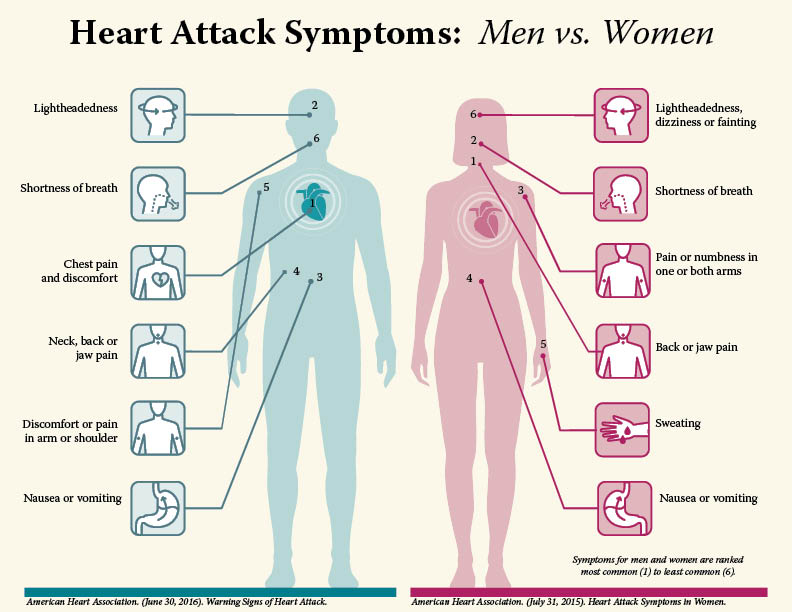 Heart Attack Symptoms: Men vs. Women
Lightheadedness
Shortness of breath
Chest pain
and discomfort
Neck, back or
jaw pain
Discomfort or pain
in arm or shoulder
Nausea or vomiting
2
6
5
1
4
3
6
2
1
3
4
5
Lightheadedness,
dizziness or fainting
Shortness of breath
Pain or numbness in
one or both arms
Back or jaw pain
Sweating
Nausea or vomiting
Symptoms for men and women are ranked
most common (1) to least common (6).
American Heart Association. (June 30, 2016). Warning Signs of Heart Attack.
American Heart Association. (July 31, 2015). Heart Attack Symptoms in Women.